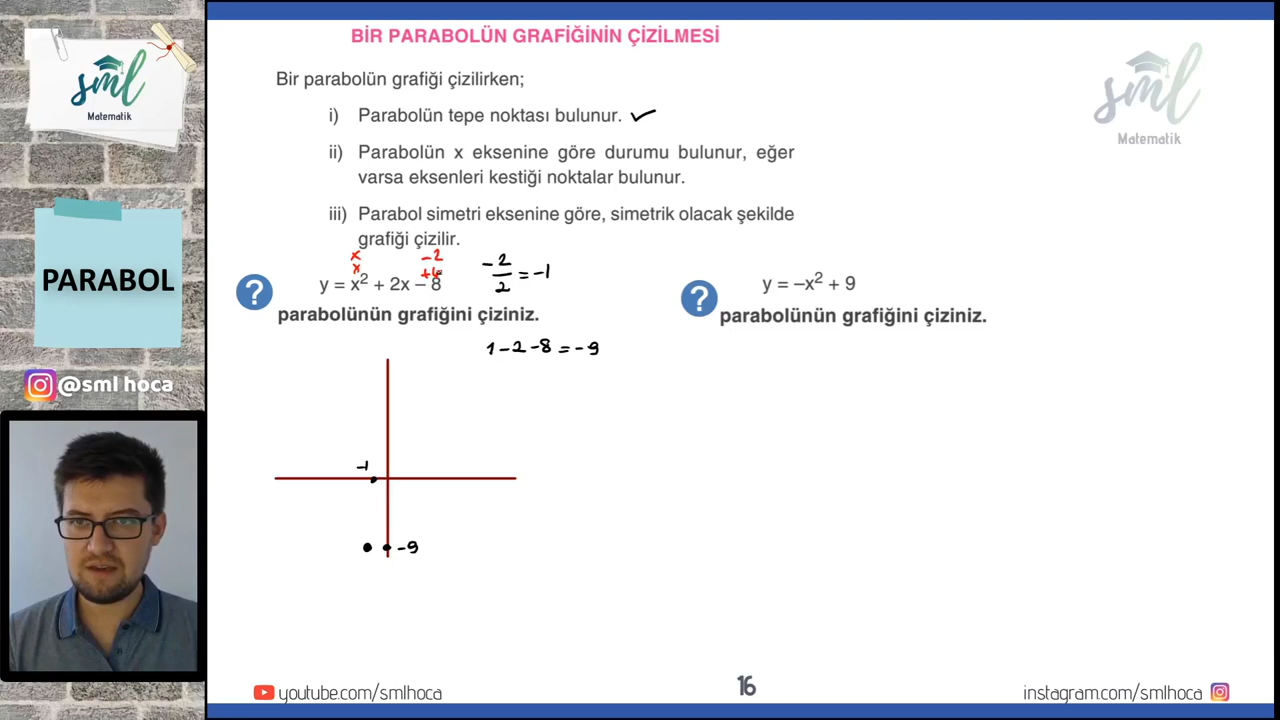 BİR PARABOLÜN GRAFİĞİNİN ÇİZİLMESİ
Bir parabolün grafiği çizilirken;
i) Parabolün tepe noktası bulunur.
ii) Parabolün x eksenine göre durumu bulunur, eğer
varsa eksenleri kestiği noktalar bulunur.
iii) Parabol simetri eksenine göre, simetrik olacak şekilde
grafiği çizilir.
x -2
x +4
y = x² + 2x – 8
-2/2 = -1
parabolünün grafiğini çiziniz.
1 - 2 - 8 = -9
-1
-9
?
y = –x² + 9
parabolünün grafiğini çiziniz.
?
sml
Matematik
PARABOL
@sml hoca
sml
Matematik
youtube.com/smlhoca
16
instagram.com/smlhoca